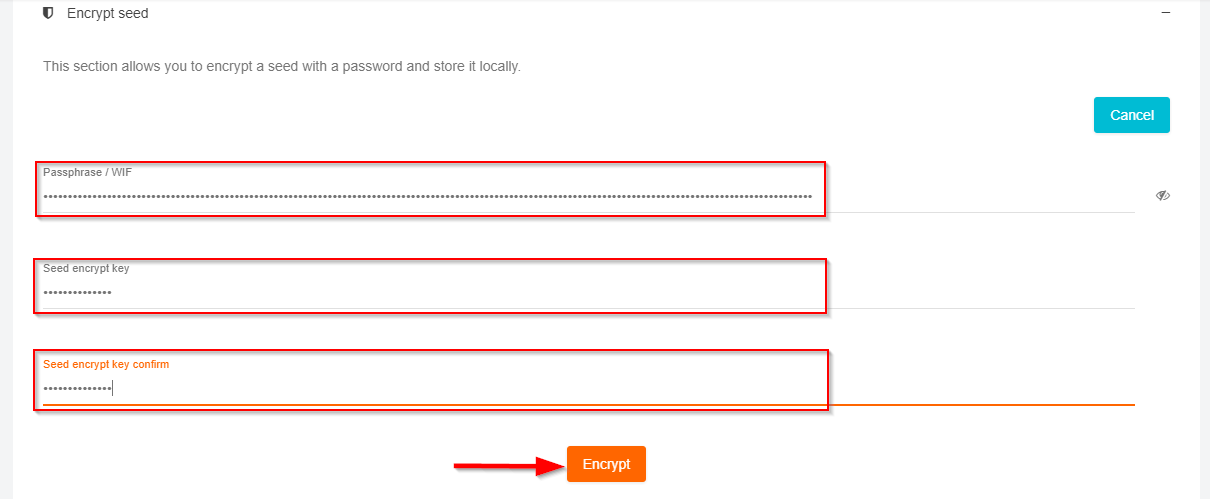 Encrypt seed
This section allows you to encrypt a seed with a password and store it locally.
Cancel
Passphrase / WIF
Seed encrypt key
Seed encrypt key confirm
Encrypt